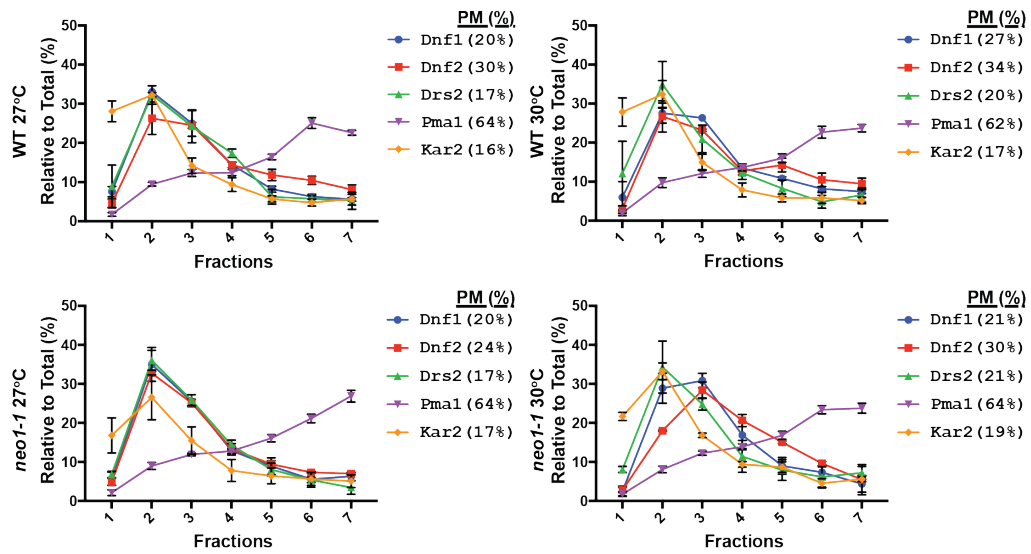 PM (%)
Dnf1 (20%)
Dnf2 (30%)
Drs2 (17%)
Pma1 (64%)
Kar2 (16%)
WT 27°C
Relative to Total (%)
50
40
30
20
10
0
1 2 3 4 5 6 7
Fractions
PM (%)
Dnf1 (27%)
Dnf2 (34%)
Drs2 (20%)
Pma1 (62%)
Kar2 (17%)
WT 30°C
Relative to Total (%)
50
40
30
20
10
0
1 2 3 4 5 6 7
Fractions
PM (%)
Dnf1 (20%)
Dnf2 (24%)
Drs2 (17%)
Pma1 (64%)
Kar2 (17%)
neo1-1 27°C
Relative to Total (%)
50
40
30
20
10
0
1 2 3 4 5 6 7
Fractions
PM (%)
Dnf1 (21%)
Dnf2 (30%)
Drs2 (21%)
Pma1 (64%)
Kar2 (19%)
neo1-1 30°C
Relative to Total (%)
50
40
30
20
10
0
1 2 3 4 5 6 7
Fractions